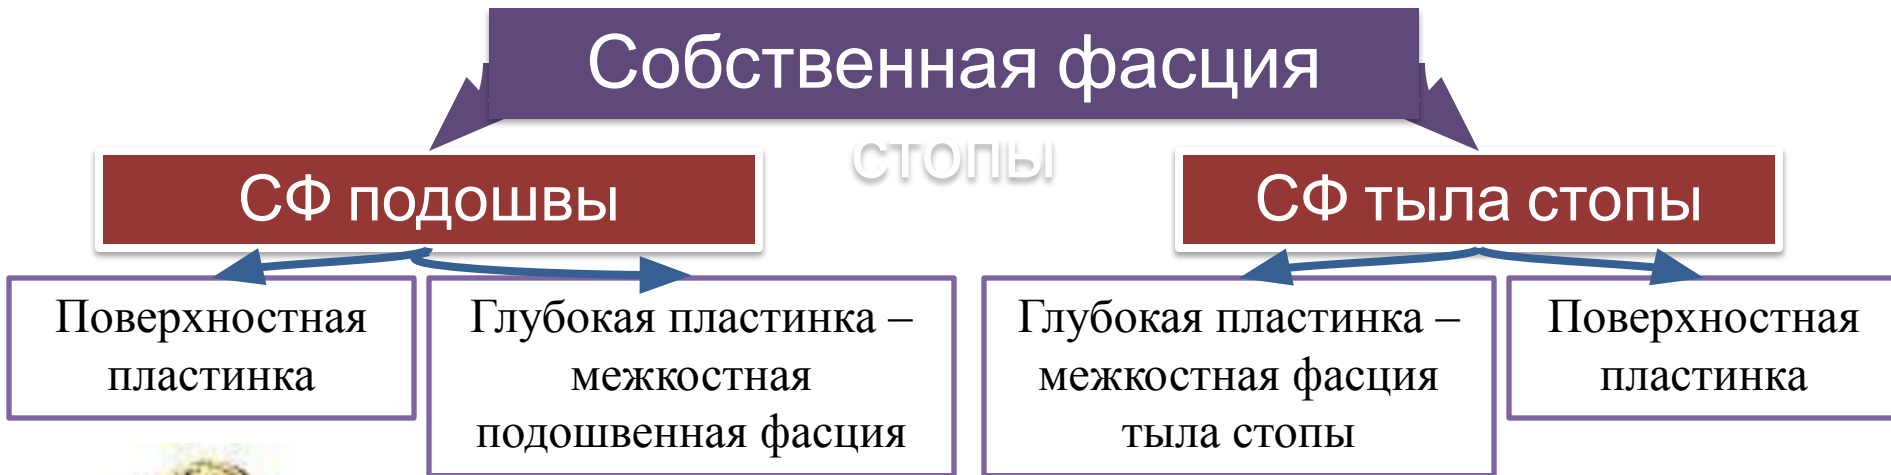 Собственная фасция
стопы
СФ подошвы
СФ тыла стопы
Поверхностная
пластинка
Глубокая пластинка –
межкостная
подошвенная фасция
Глубокая пластинка –
межкостная фасция
тыла стопы
Поверхностная
пластинка